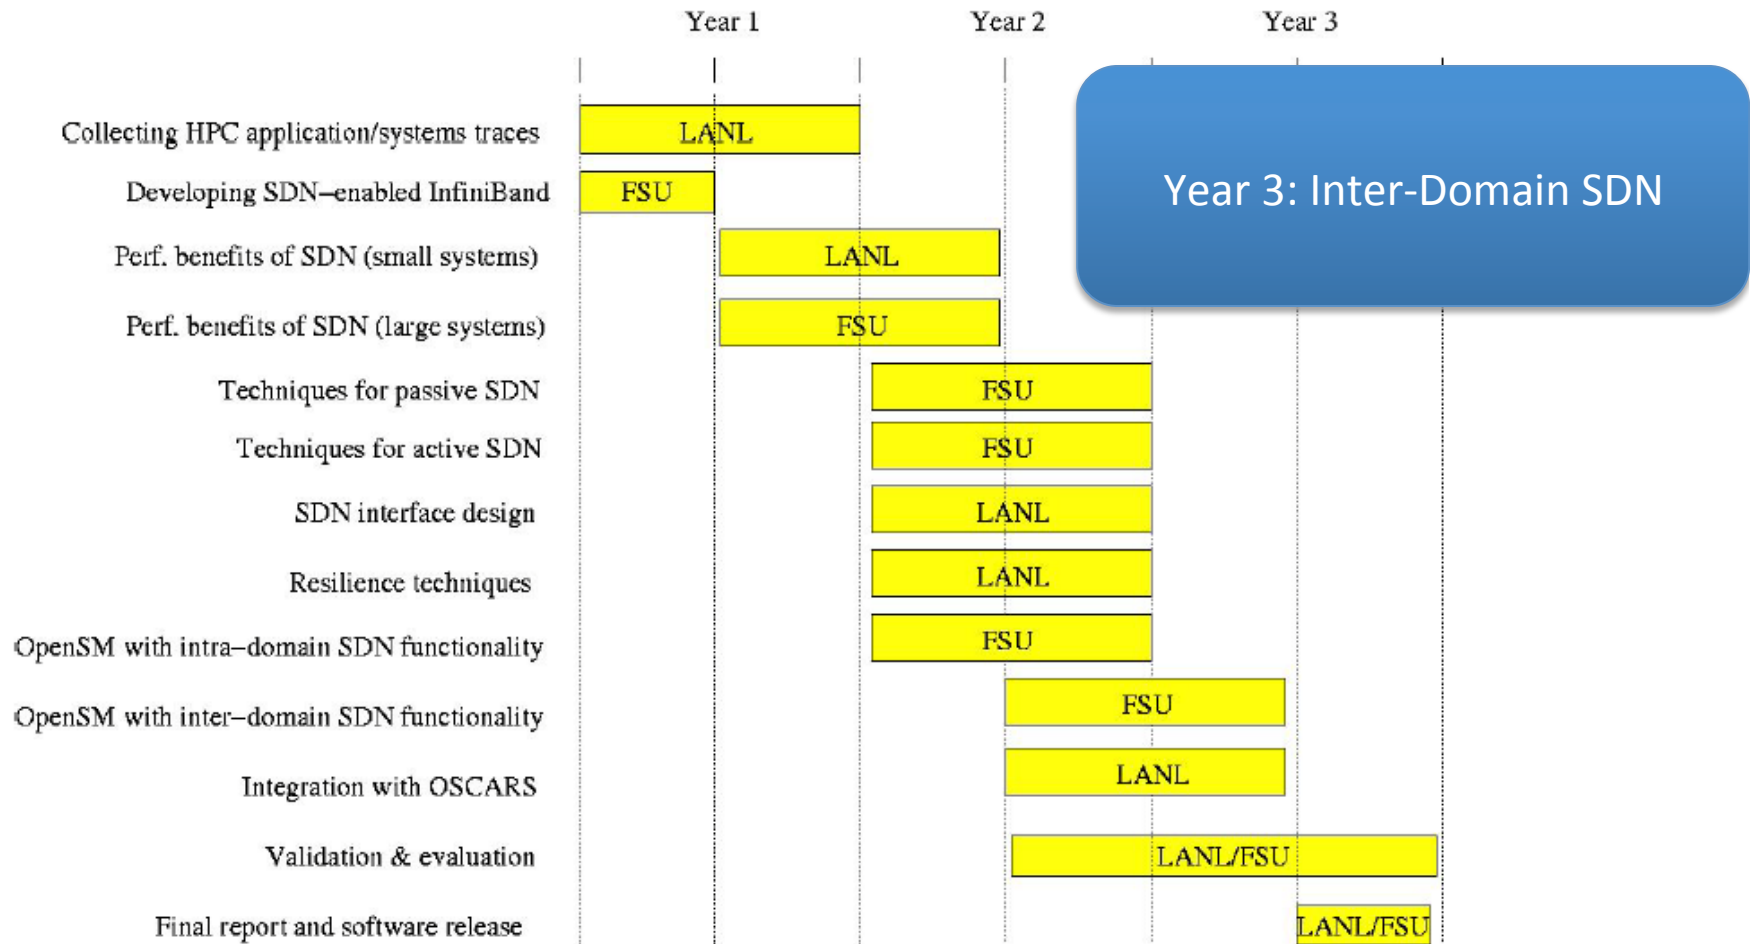 Year 1 Year 2 Year 3
Year 3: Inter-Domain SDN
Collecting HPC application/systems traces LANL
Developing SDN–enabled InfiniBand FSU
Perf. benefits of SDN (small systems) LANL
Perf. benefits of SDN (large systems) FSU
Techniques for passive SDN FSU
Techniques for active SDN FSU
SDN interface design LANL
Resilience techniques LANL
OpenSM with intra–domain SDN functionality FSU
OpenSM with inter–domain SDN functionality FSU
Integration with OSCARS LANL
Validation & evaluation LANL/FSU
Final report and software release LANL/FSU